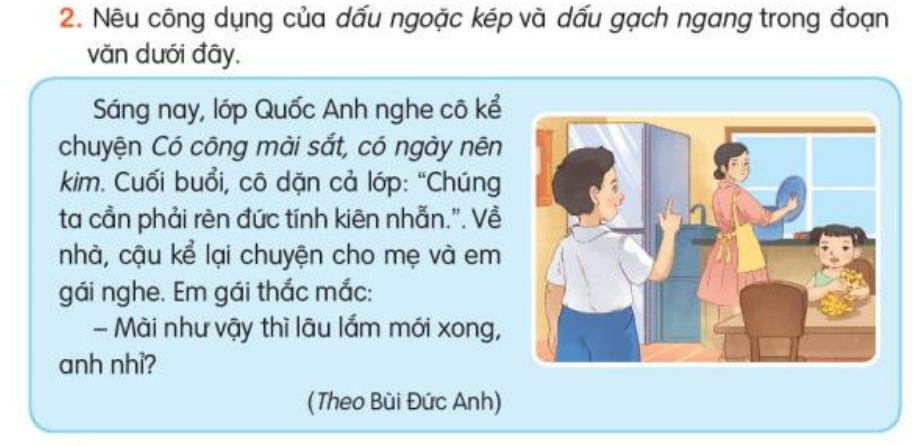 2. Nêu công dụng của dấu ngoặc kép và dấu gạch ngang trong đoạn
văn dưới đây.
Sáng nay, lớp Quốc Anh nghe cô kể
chuyện Có công mài sắt, có ngày nên
kim. Cuối buổi, cô dặn cả lớp: “Chúng
ta cần phải rèn đức tính kiên nhẫn.”. Về
nhà, cậu kể lại chuyện cho mẹ và em
gái nghe. Em gái thắc mắc:
– Mài như vậy thì lâu lắm mới xong,
anh nhỉ?
(Theo Bùi Đức Anh)